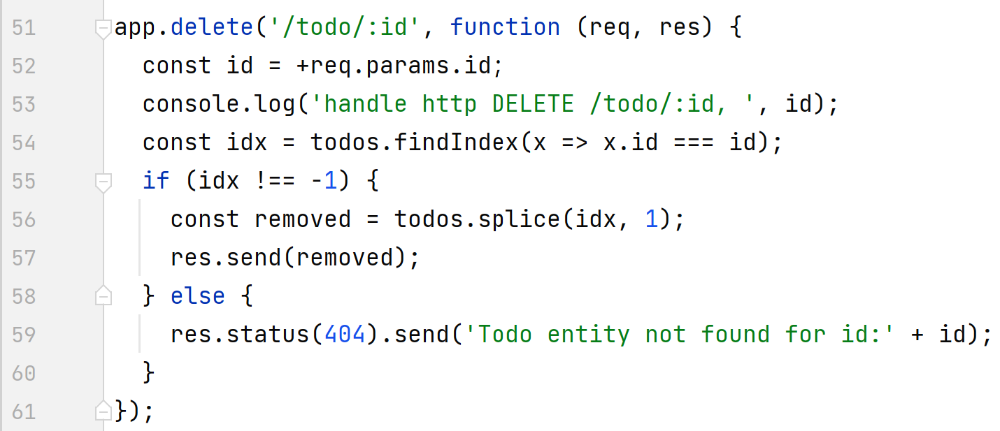 51 app.delete('/todo/:id', function (req, res) {
52   const id = +req.params.id;
53   console.log('handle http DELETE /todo/:id, ', id);
54   const idx = todos.findIndex(x => x.id === id);
55   if (idx !== -1) {
56     const removed = todos.splice(idx, 1);
57     res.send(removed);
58   } else {
59     res.status(404).send('Todo entity not found for id:' + id);
60   }
61 });